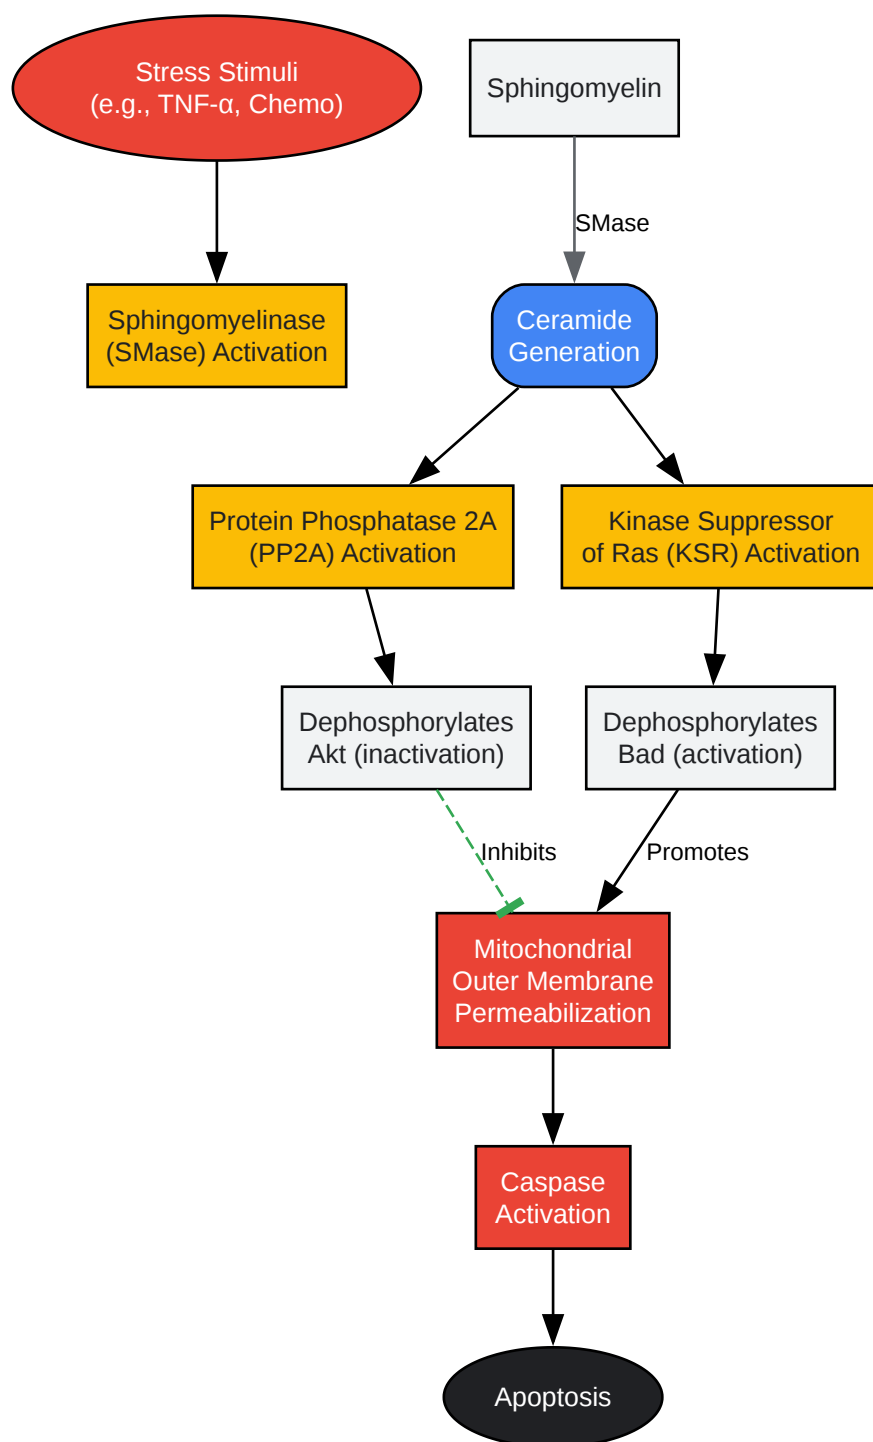 Stress Stimuli
(e.g., TNF-α, Chemo)
Sphingomyelin
SMase
Sphingomyelinase
(SMase) Activation
Ceramide
Generation
Protein Phosphatase 2A
(PP2A) Activation
Kinase Suppressor
of Ras (KSR) Activation
Dephosphorylates
Akt (inactivation)
Dephosphorylates
Bad (activation)
Inhibits
Promotes
Mitochondrial
Outer Membrane
Permeabilization
Caspase
Activation
Apoptosis